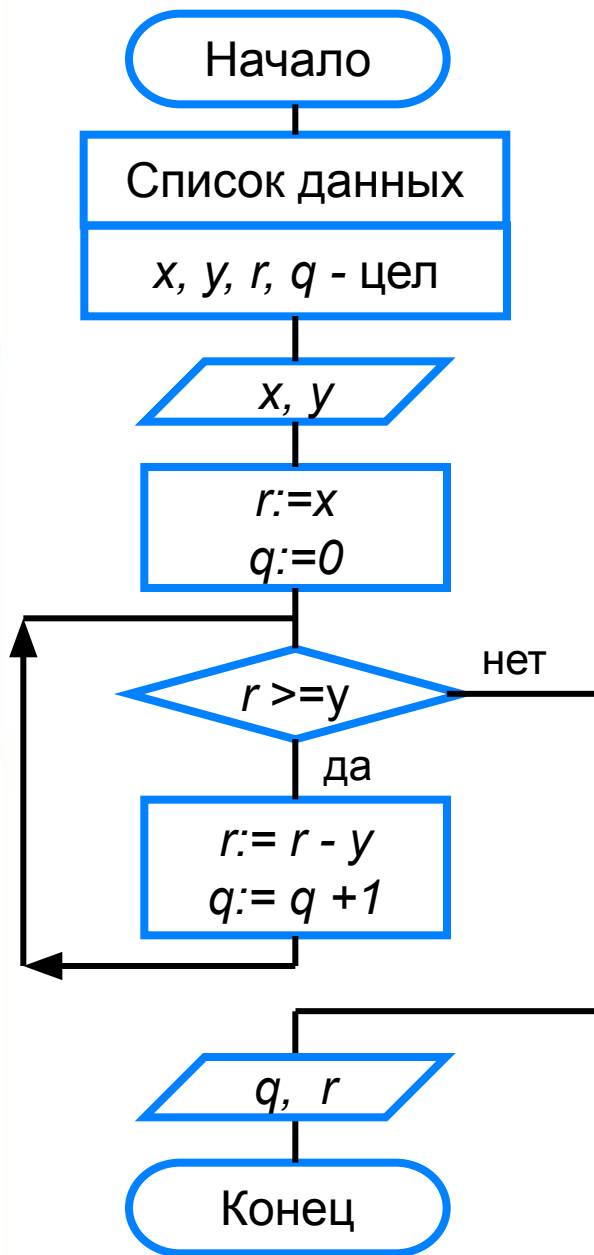 Начало
Список данных
x, y, r, q - цел
x, y
r:=x
q:=0
r >=y
нет
да
r:= r - y
q:= q +1
q, r
Конец